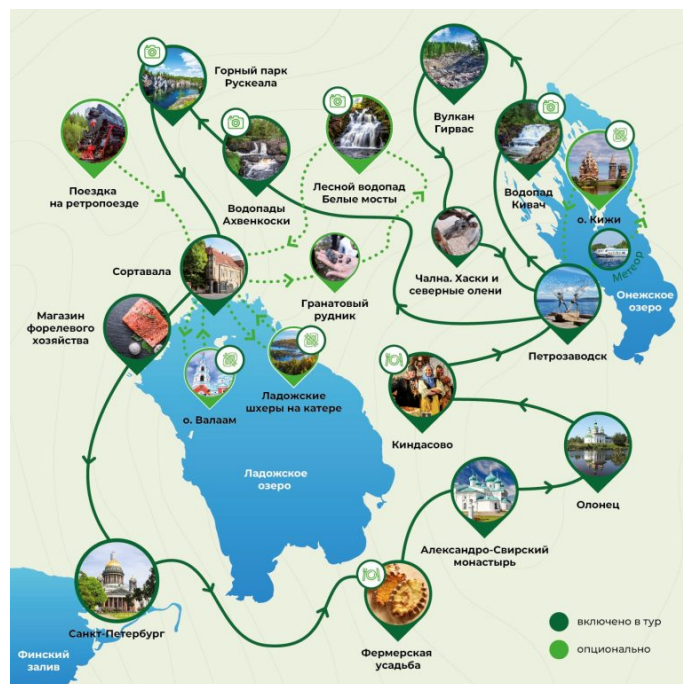 Горный парк
Рускеала
Вулкан
Гирвас
Поездка
на ретропоезде
Водопады
Ахвенкоски
Лесной водопад
Белые мосты
Водопад
Кивач
о. Кижи
Метеор
Сортавала
Гранатовый
рудник
Чална. Хаски и
северные олени
Онежское
озеро
Магазин
форелевого
хозяйства
Петрозаводск
о. Валаам
Ладожские
шхеры на катере
Киндасово
Ладожское
озеро
Олонец
Александро-Свирский
монастырь
Санкт-Петербург
Финский
залив
Фермерская
усадьба
включено в тур
опционально